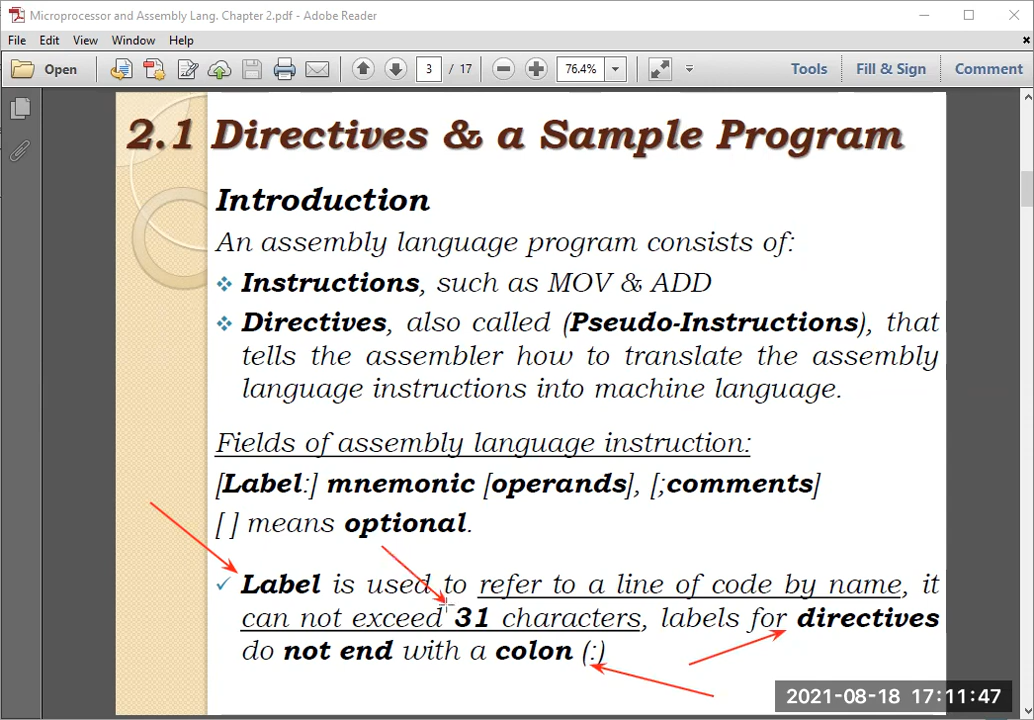 Microprocessor and Assembly Lang. Chapter 2.pdf - Adobe Reader
File Edit View Window Help
Open 3 / 17 76.4% Tools Fill & Sign Comment
2.1 Directives & a Sample Program
Introduction
An assembly language program consists of:
Instructions, such as MOV & ADD
Directives, also called (Pseudo-Instructions), that
tells the assembler how to translate the assembly
language instructions into machine language.
Fields of assembly language instruction:
[Label:] mnemonic [operands], [;comments]
[ ] means optional.
Label is used to refer to a line of code by name, it
can not exceed 31 characters, labels for directives
do not end with a colon (:)
2021-08-18 17:11:47